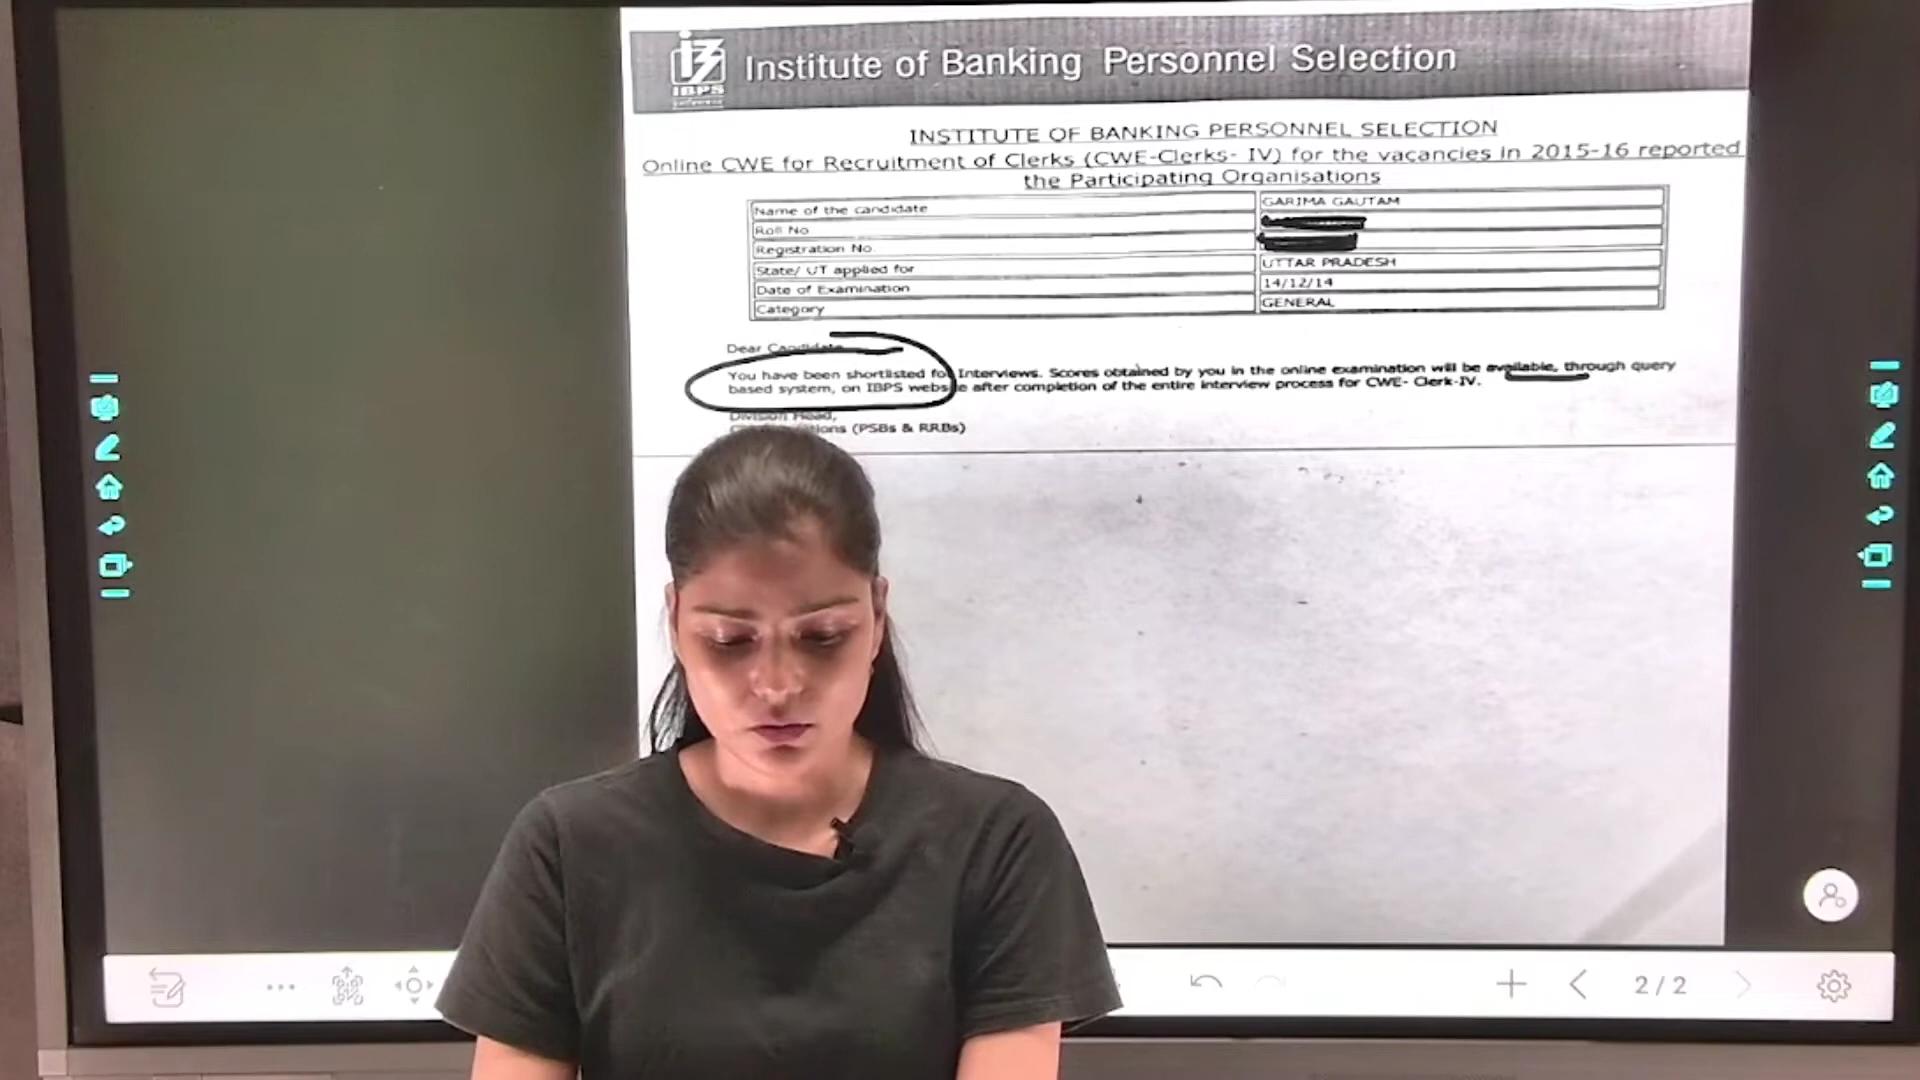 IBPS
Institute of Banking Personnel Selection
INSTITUTE OF BANKING PERSONNEL SELECTION
Online CWE for Recruitment of Clerks (CWE-Clerks- IV) for the vacancies in 2015-16 reported
the Participating Organisations
Name of the candidate GARIMA GAUTAM
Roll No
Registration No.
State/ UT applied for UTTAR PRADESH
Date of Examination 14/12/14
Category GENERAL
Dear Candidate
You have been shortlisted for Interviews. Scores obtained by you in the online examination will be available, through query
based system, on IBPS website after completion of the entire interview process for CWE- Clerk-IV.
Division Head,
(PSBs & RRBs)
2/2